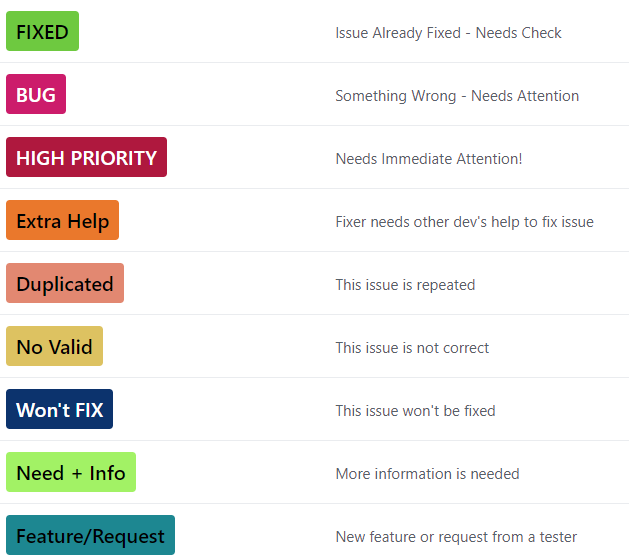 FIXED Issue Already Fixed - Needs Check
BUG Something Wrong - Needs Attention
HIGH PRIORITY Needs Immediate Attention!
Extra Help Fixer needs other dev's help to fix issue
Duplicated This issue is repeated
No Valid This issue is not correct
Won't FIX This issue won't be fixed
Need + Info More information is needed
Feature/Request New feature or request from a tester